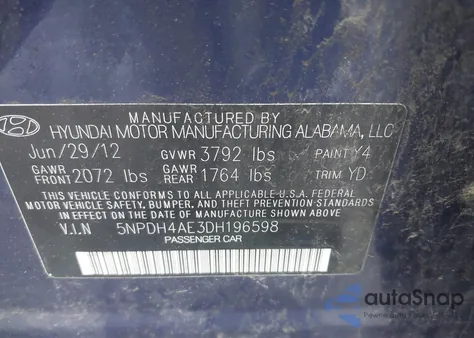 MANUFACTURED BY
HYUNDAI MOTOR MANUFACTURING ALABAMA, LLC
Jun/29/12 GVWR 3792 lbs PAINT Y4
GAWR FRONT 2072 lbs GAWR REAR 1764 lbs TRIM YD
THIS VEHICLE CONFORMS TO ALL APPLICABLE U.S.A. FEDERAL
MOTOR VEHICLE SAFETY, BUMPER, AND THEFT PREVENTION STANDARDS
IN EFFECT ON THE DATE OF MANUFACTURE SHOWN ABOVE.
V.I.N 5NPDH4AE3DH196598
PASSENGER CAR
autoSnap